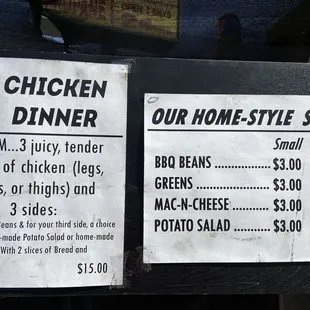 CHICKEN
DINNER
M...3 juicy, tender
of chicken (legs,
s, or thighs) and
3 sides:
eans & for your third side, a choice
-made Potato Salad or home-made
With 2 slices of Bread and
$15.00
OUR HOME-STYLE S
Small
BBQ BEANS ................ $3.00
GREENS ..................... $3.00
MAC-N-CHEESE .......... $3.00
POTATO SALAD .......... $3.00